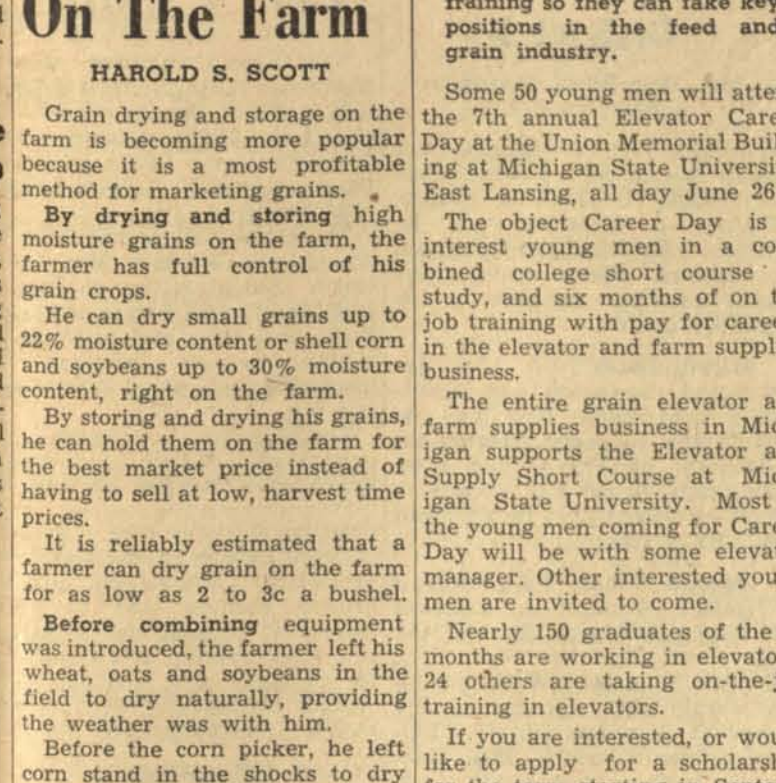 On The Farm
HAROLD S. SCOTT
Grain drying and storage on the
farm is becoming more popular
because it is a most profitable
method for marketing grains.
By drying and storing high
moisture grains on the farm, the
farmer has full control of his
grain crops.
He can dry small grains up to
22% moisture content or shell corn
and soybeans up to 30% moisture
content, right on the farm.
By storing and drying his grains,
he can hold them on the farm for
the best market price instead of
having to sell at low, harvest time
prices.
It is reliably estimated that a
farmer can dry grain on the farm
for as low as 2 to 3c a bushel.
Before combining equipment
was introduced, the farmer left his
wheat, oats and soybeans in the
field to dry naturally, providing
the weather was with him.
Before the corn picker, he left
corn stand in the shocks to dry
training so they can take key
positions in the feed and
grain industry.
Some 50 young men will atte
the 7th annual Elevator Care
Day at the Union Memorial Buil
ing at Michigan State Universi
East Lansing, all day June 26
The object Career Day is
interest young men in a co
bined college short course
study, and six months of on t
job training with pay for caree
in the elevator and farm suppl
business.
The entire grain elevator a
farm supplies business in Mic
igan supports the Elevator a
Supply Short Course at Mic
igan State University. Most
the young men coming for Care
Day will be with some eleva
manager. Other interested you
men are invited to come.
Nearly 150 graduates of the
months are working in elevato
24 others are taking on-the-
training in elevators.
If you are interested, or wou
like to apply for a scholarsh